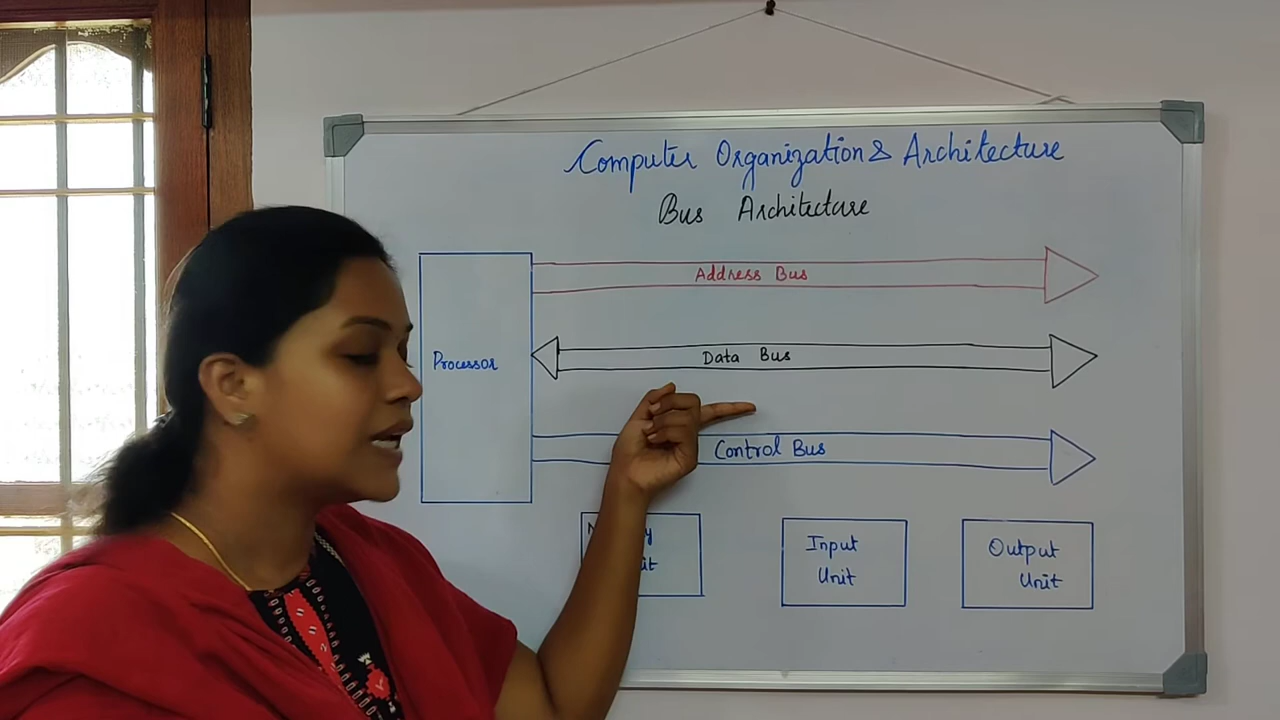 Computer Organization & Architecture
Bus Architecture
Address Bus
Data Bus
Processor
Control Bus
Input
Unit
Output
Unit